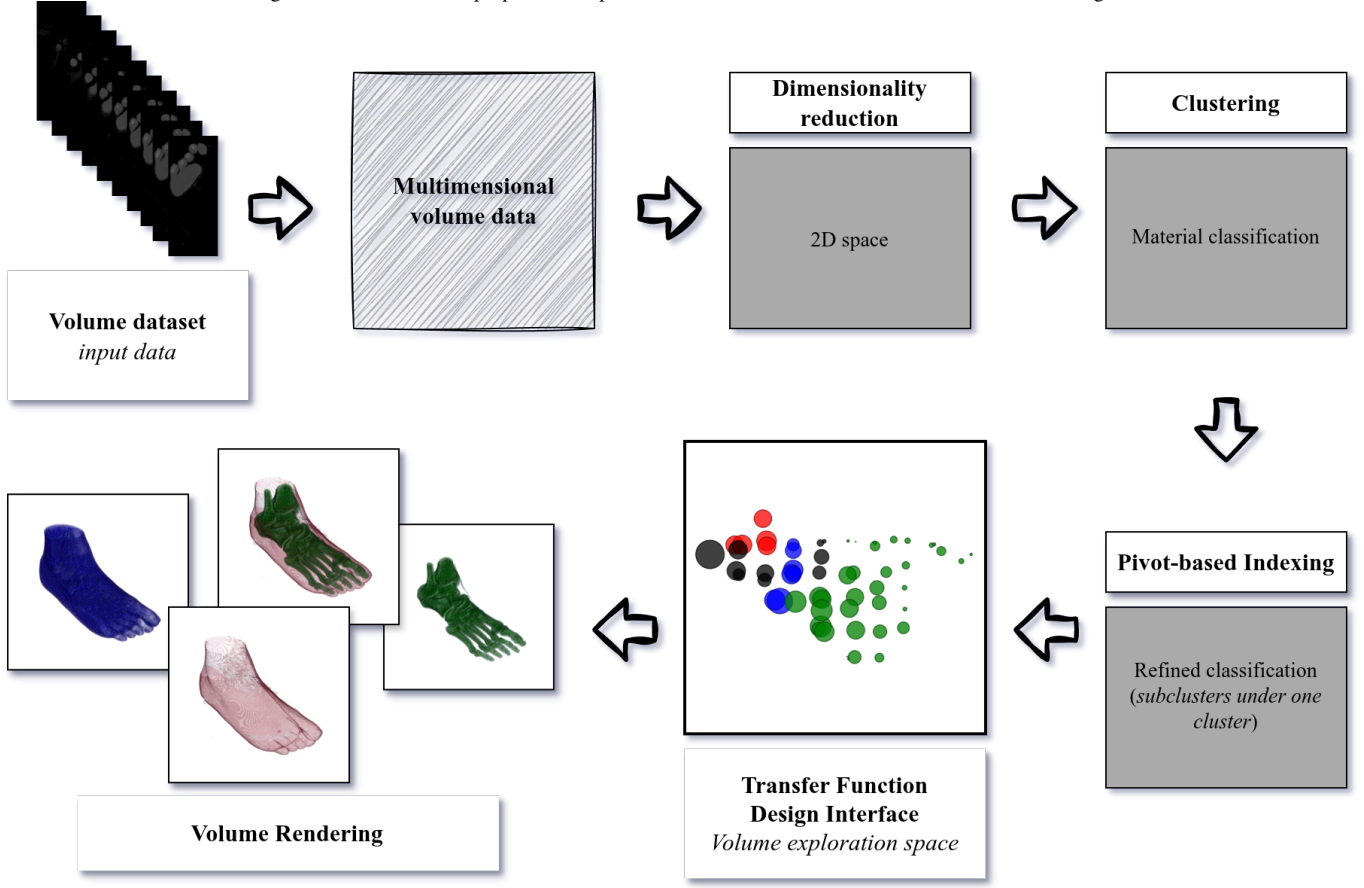 Multimensional
volume data
Dimensionality
reduction
2D space
Clustering
Material classification
Volume dataset
input data
Pivot-based Indexing
Refined classification
(subclusters under one
cluster)
Transfer Function
Design Interface
Volume exploration space
Volume Rendering